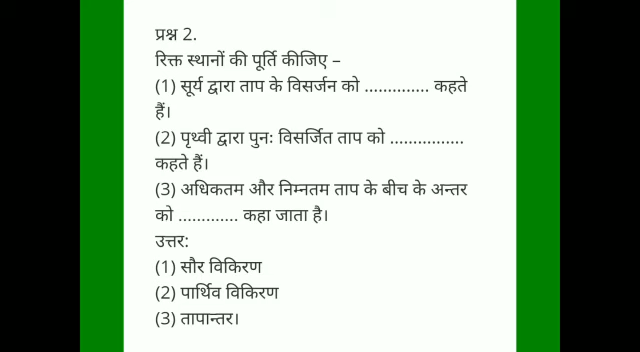 प्रश्न 2.
रिक्त स्थानों की पूर्ति कीजिए –
(1) सूर्य द्वारा ताप के विसर्जन को .............. कहते
हैं।
(2) पृथ्वी द्वारा पुनः विसर्जित ताप को ................
कहते हैं।
(3) अधिकतम और निम्नतम ताप के बीच के अन्तर
को ............. कहा जाता है।
उत्तर:
(1) सौर विकिरण
(2) पार्थिव विकिरण
(3) तापान्तर।